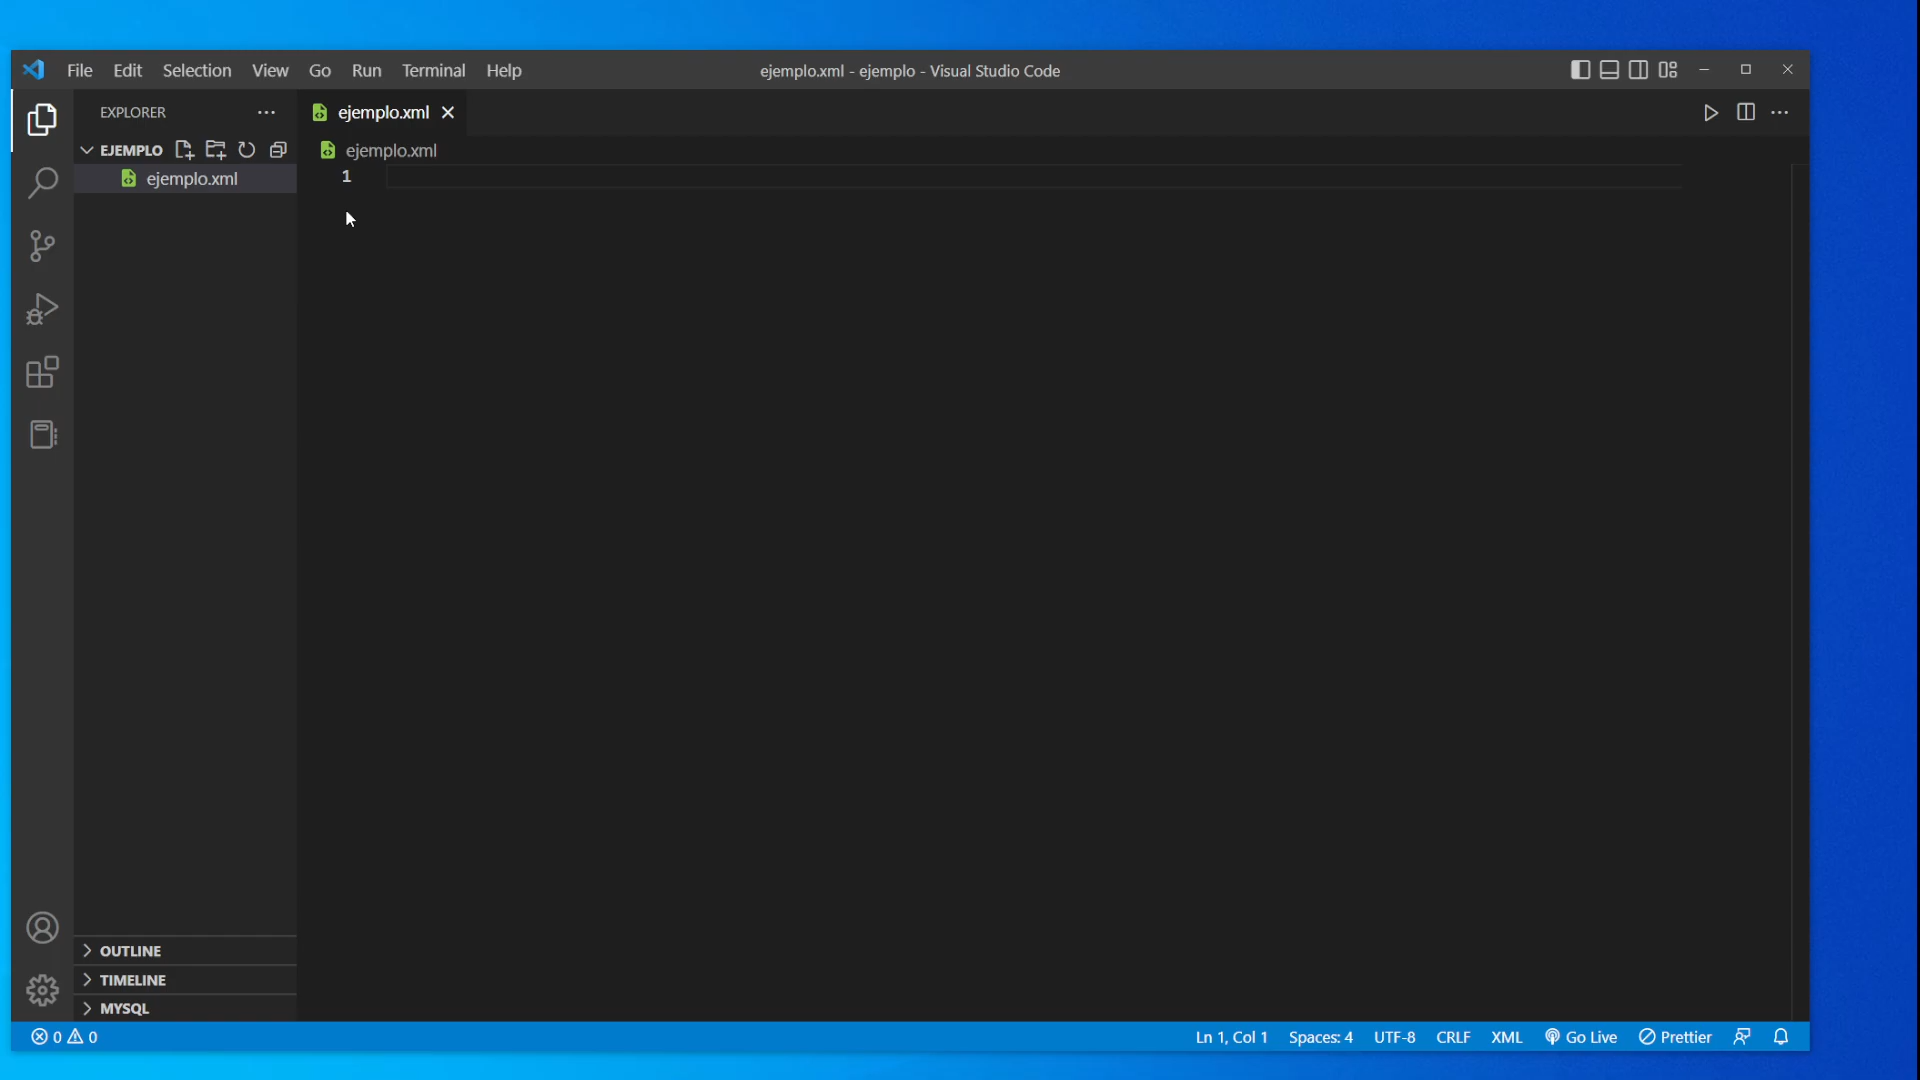 File Edit Selection View Go Run Terminal Help
ejemplo.xml - ejemplo - Visual Studio Code
EXPLORER
ejemplo.xml
EJEMPLO
ejemplo.xml
ejemplo.xml
1
OUTLINE
TIMELINE
MYSQL
0 0
Ln 1, Col 1 Spaces: 4 UTF-8 CRLF XML Go Live Prettier